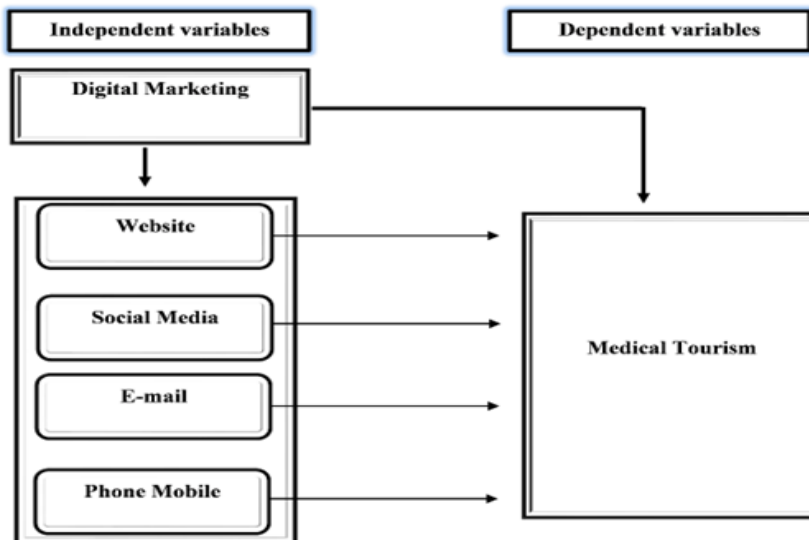 Independent variables
Dependent variables
Digital Marketing
Website
Social Media
E-mail
Phone Mobile
Medical Tourism